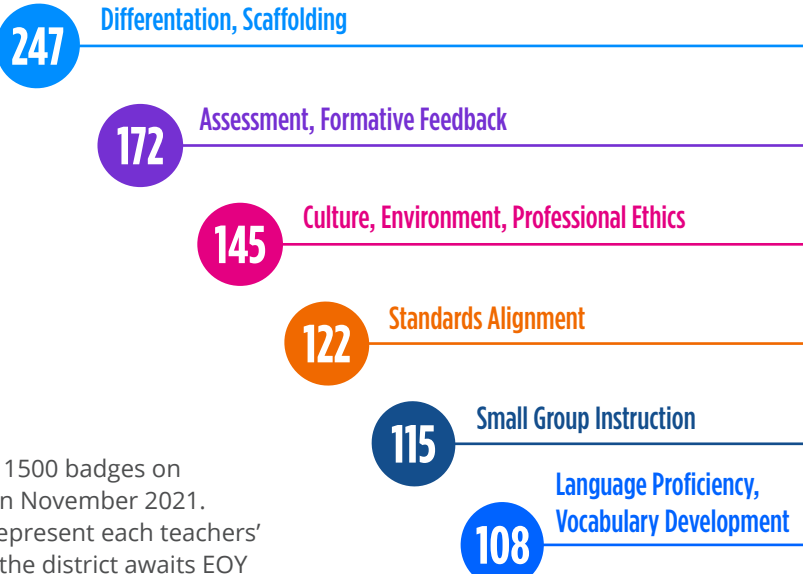 Differentation, Scaffolding
247
Assessment, Formative Feedback
172
Culture, Environment, Professional Ethics
145
Standards Alignment
122
Small Group Instruction
115
Language Proficiency,
Vocabulary Development
108
1500 badges on
n November 2021.
epresent each teachers’
the district awaits EOY